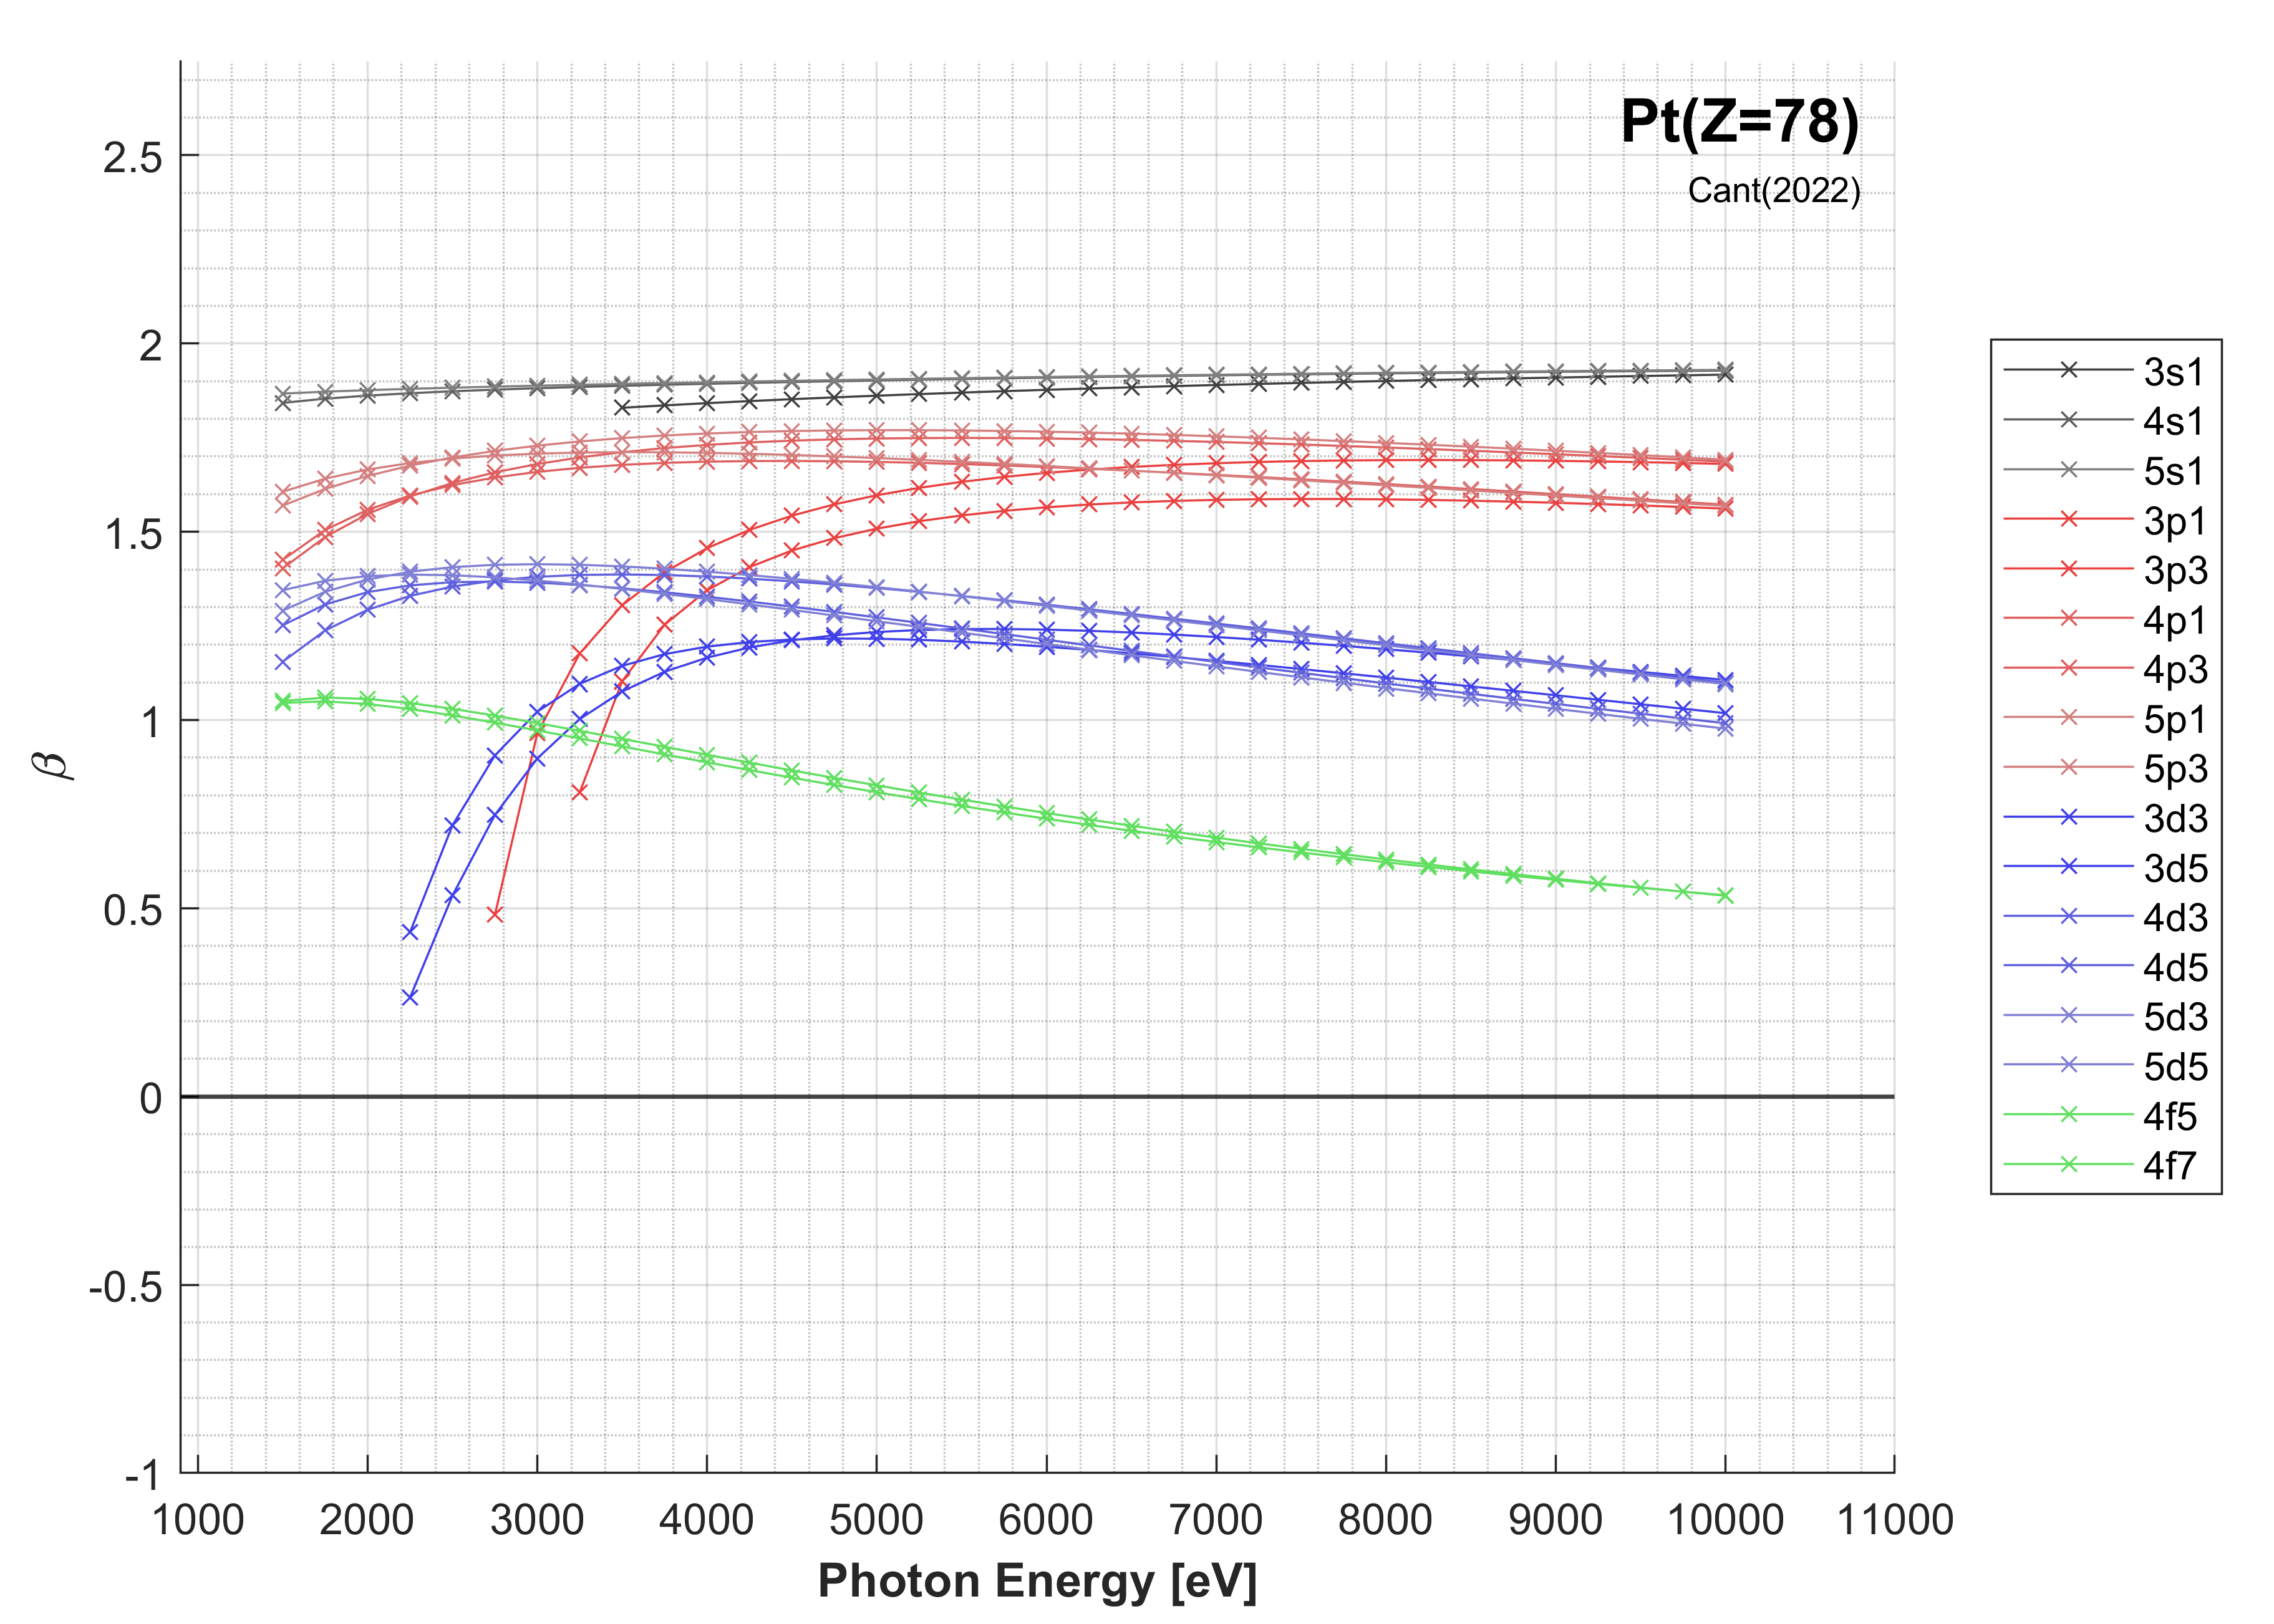 Pt(Z=78)
Cant(2022)
2.5
2
1.5
1
0.5
0
-0.5
-1
β
1000 2000 3000 4000 5000 6000 7000 8000 9000 10000 11000
Photon Energy [eV]
3s1
4s1
5s1
3p1
3p3
4p1
4p3
5p1
5p3
3d3
3d5
4d3
4d5
5d3
5d5
4f5
4f7